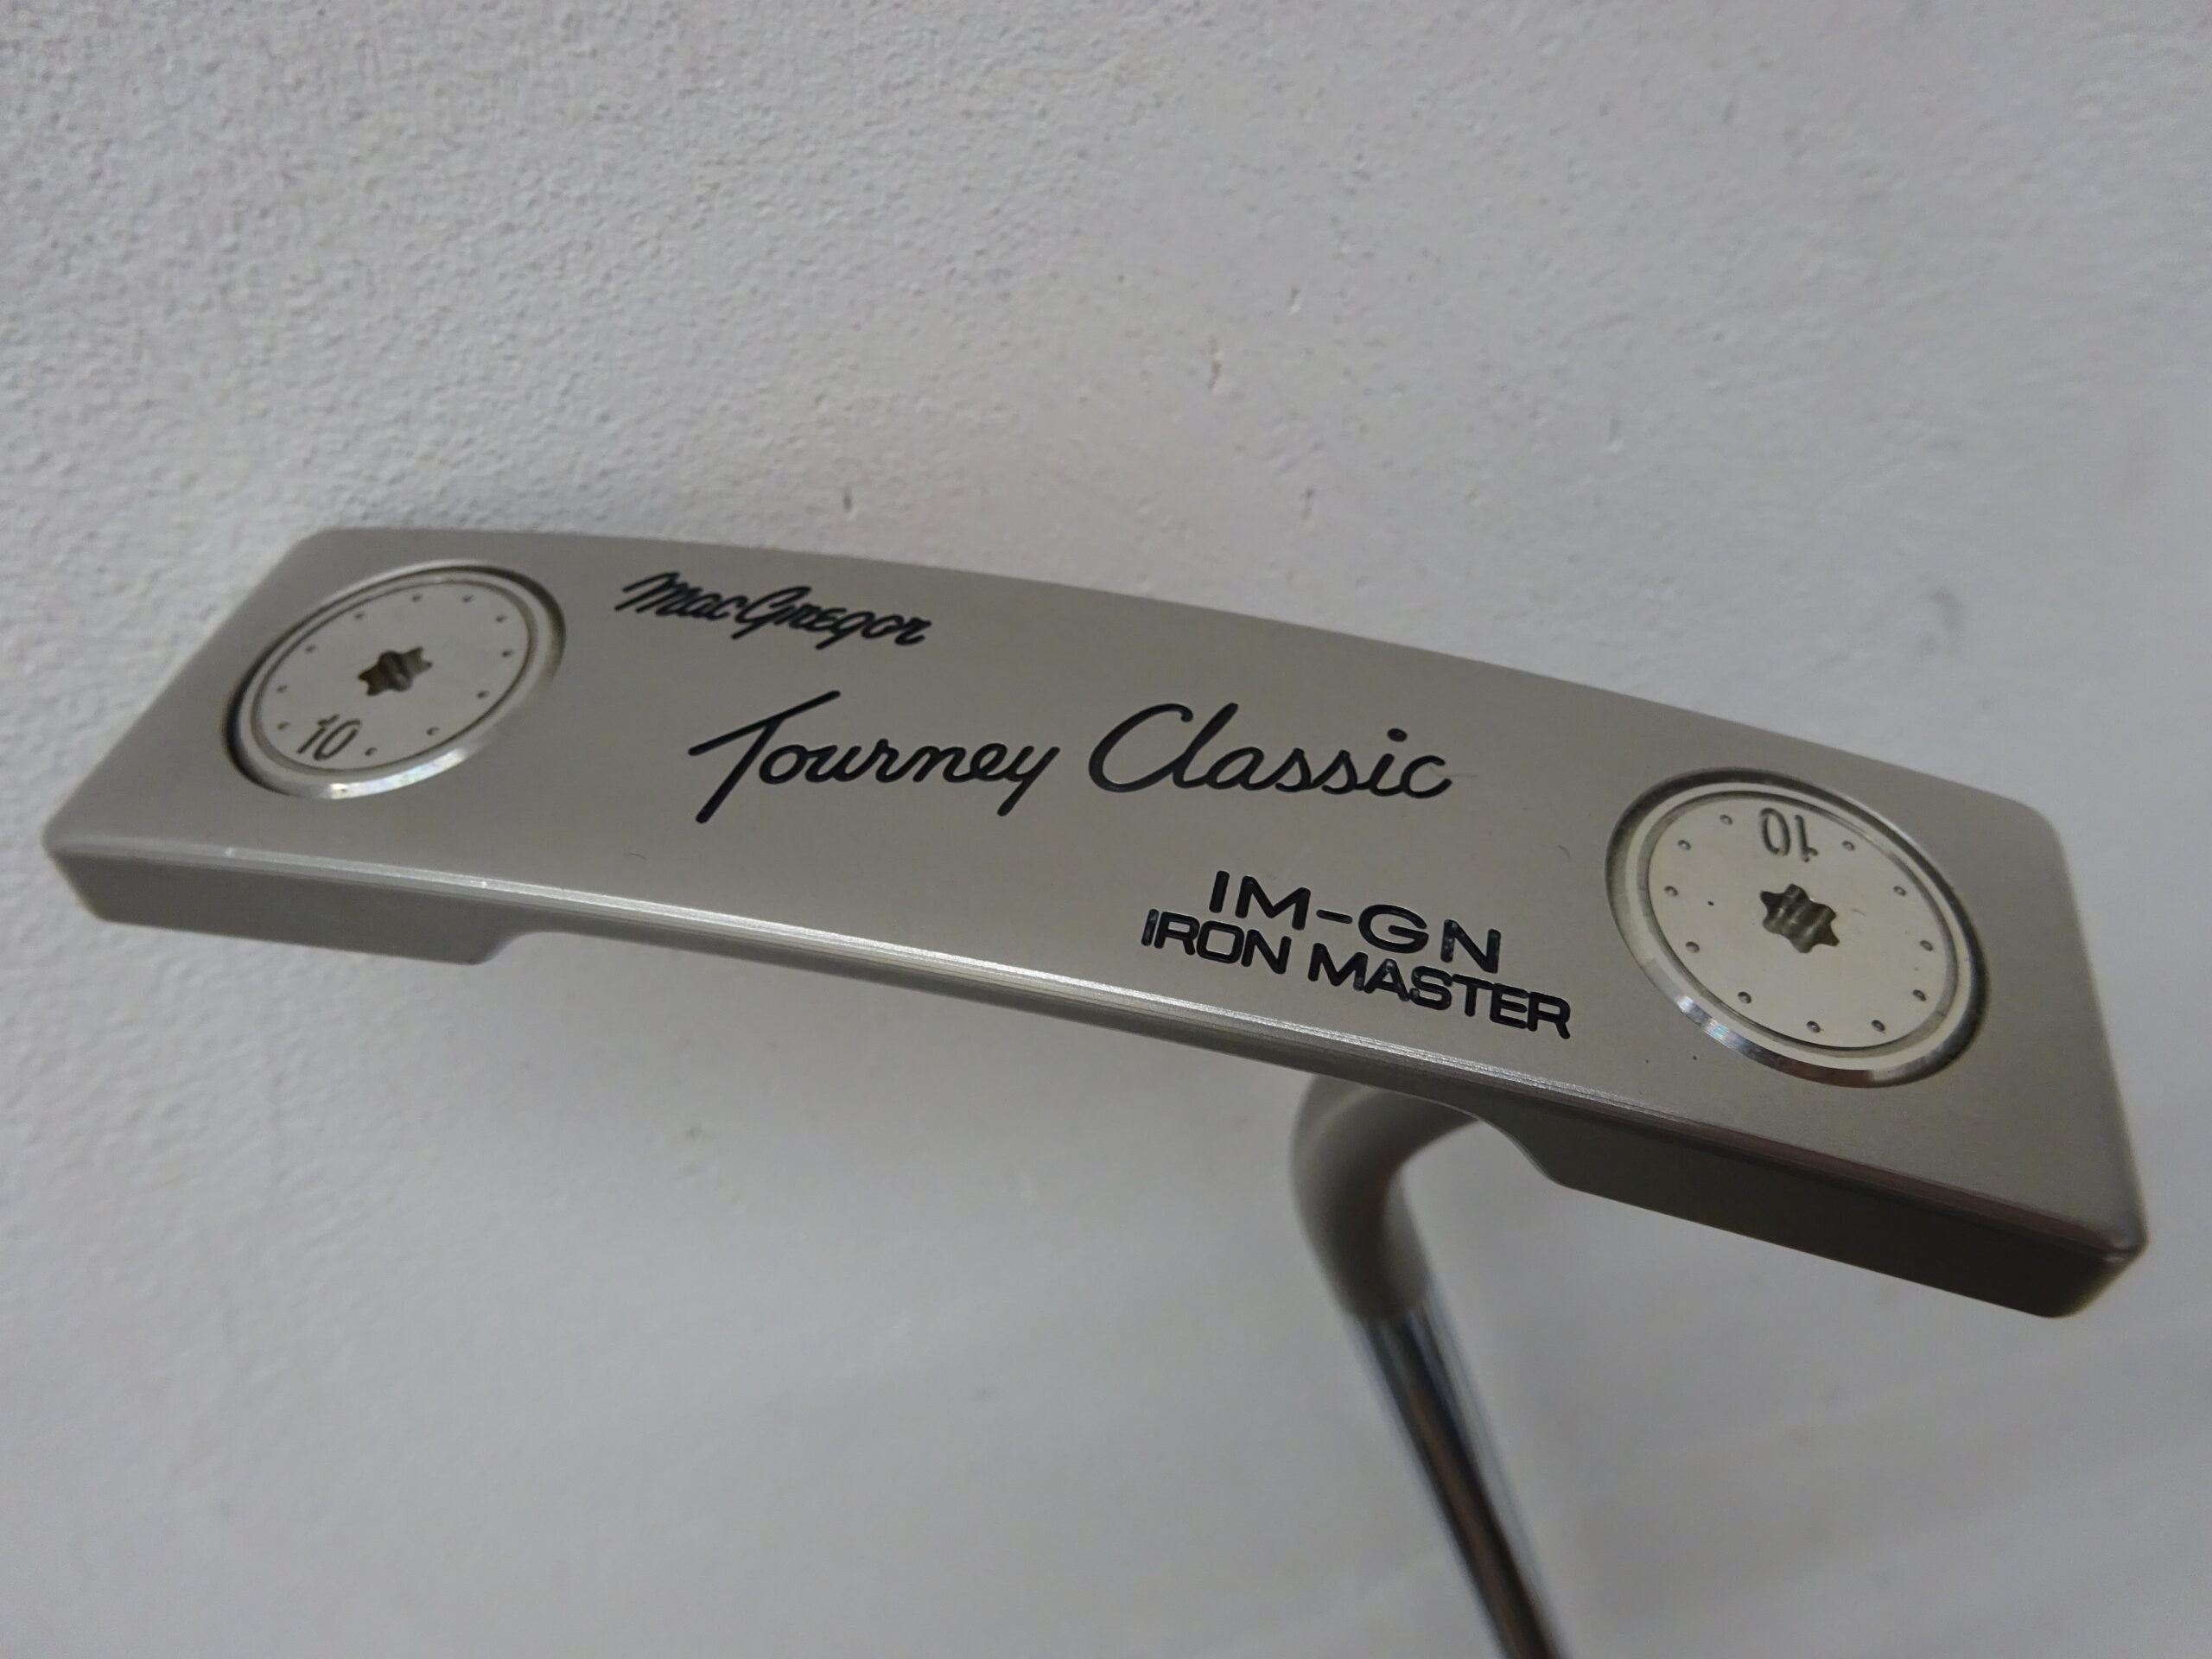 MacGregor
10
Tourney Classic
10
IM-GN
IRON MASTER